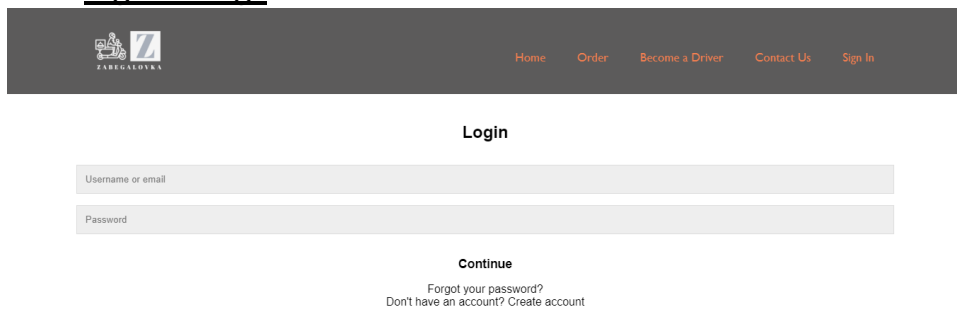 Z
ZABEGALOVKA
Home Order Become a Driver Contact Us Sign In
Login
Username or email
Password
Continue
Forgot your password?
Don't have an account? Create account